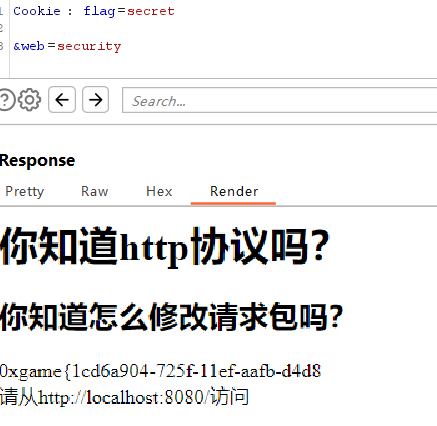 1 Cookie : flag=secret
2
3 &web=security
Search...
Response
Pretty Raw Hex Render
你知道http协议吗？
你知道怎么修改请求包吗？
0xgame{1cd6a904-725f-11ef-aafb-d4d8
请从http://localhost:8080/访问